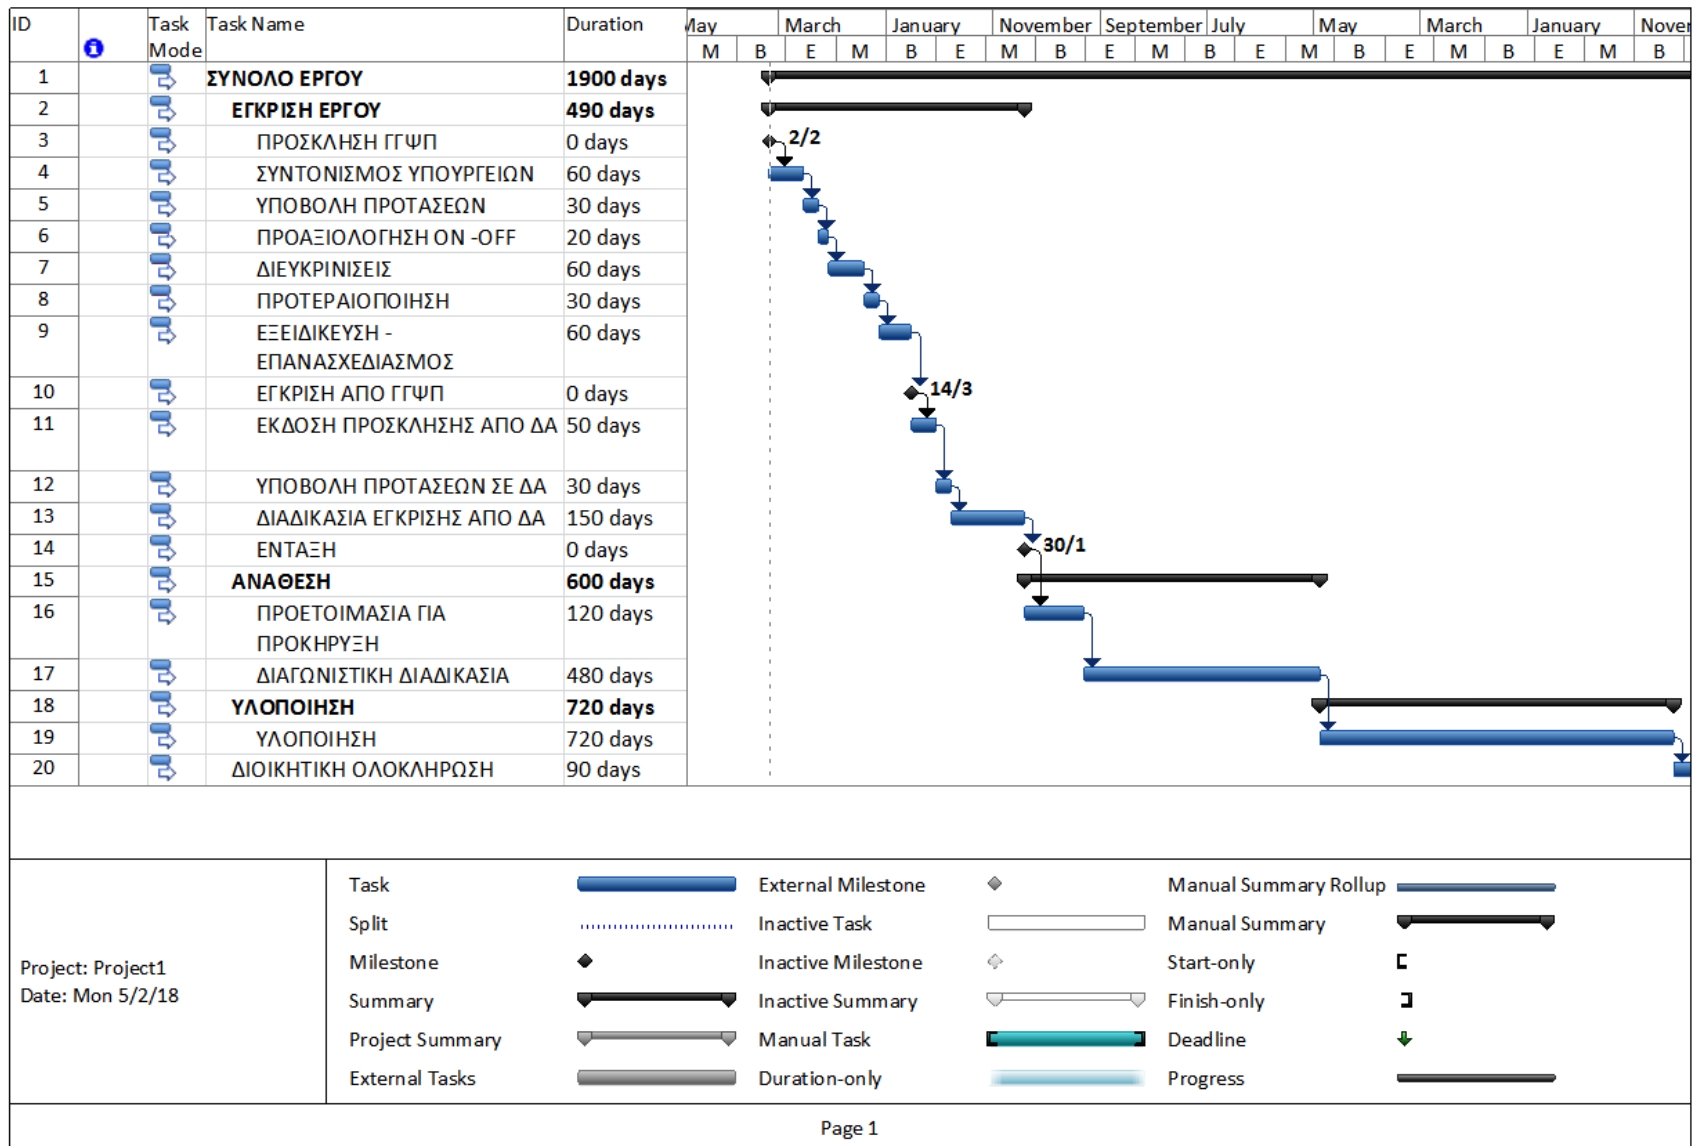 ID Task Mode Task Name Duration May March January November September July May March January Nover
M B E M B E M B E M B E M B E M B E M B
1 ΣΥΝΟΛΟ ΕΡΓΟΥ 1900 days
2 ΕΓΚΡΙΣΗ ΕΡΓΟΥ 490 days
3 ΠΡΟΣΚΛΗΣΗ ΓΓΨΠ 0 days 2/2
4 ΣΥΝΤΟΝΙΣΜΟΣ ΥΠΟΥΡΓΕΙΩΝ 60 days
5 ΥΠΟΒΟΛΗ ΠΡΟΤΑΣΕΩΝ 30 days
6 ΠΡΟΑΞΙΟΛΟΓΗΣΗ ON -OFF 20 days
7 ΔΙΕΥΚΡΙΝΙΣΕΙΣ 60 days
8 ΠΡΟΤΕΡΑΙΟΠΟΙΗΣΗ 30 days
9 ΕΞΕΙΔΙΚΕΥΣΗ - 60 days
ΕΠΑΝΑΣΧΕΔΙΑΣΜΟΣ
10 ΕΓΚΡΙΣΗ ΑΠΟ ΓΓΨΠ 0 days 14/3
11 ΕΚΔΟΣΗ ΠΡΟΣΚΛΗΣΗΣ ΑΠΟ ΔΑ 50 days
12 ΥΠΟΒΟΛΗ ΠΡΟΤΑΣΕΩΝ ΣΕ ΔΑ 30 days
13 ΔΙΑΔΙΚΑΣΙΑ ΕΓΚΡΙΣΗΣ ΑΠΟ ΔΑ 150 days
14 ΕΝΤΑΞΗ 0 days 30/1
15 ΑΝΑΘΕΣΗ 600 days
16 ΠΡΟΕΤΟΙΜΑΣΙΑ ΓΙΑ 120 days
ΠΡΟΚΗΡΥΞΗ
17 ΔΙΑΓΩΝΙΣΤΙΚΗ ΔΙΑΔΙΚΑΣΙΑ 480 days
18 ΥΛΟΠΟΙΗΣΗ 720 days
19 ΥΛΟΠΟΙΗΣΗ 720 days
20 ΔΙΟΙΚΗΤΙΚΗ ΟΛΟΚΛΗΡΩΣΗ 90 days
Project: Project1
Date: Mon 5/2/18
Task External Milestone Manual Summary Rollup
Split Inactive Task Manual Summary
Milestone Inactive Milestone Start-only
Summary Inactive Summary Finish-only
Project Summary Manual Task Deadline
External Tasks Duration-only Progress
Page 1